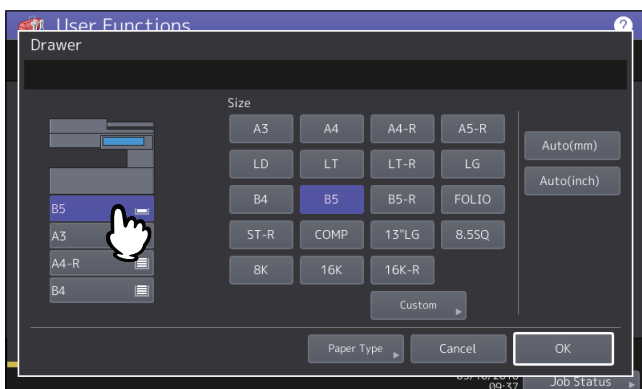 User Functions
?
Drawer
Size
A3 A4 A4-R A5-R
LD LT LT-R LG
B4 B5 B5-R FOLIO
ST-R COMP 13"LG 8.5SQ
8K 16K 16K-R
Custom
Auto(mm)
Auto(inch)
B5
A3
A4-R
B4
Paper Type Cancel OK
09:37 Job Status